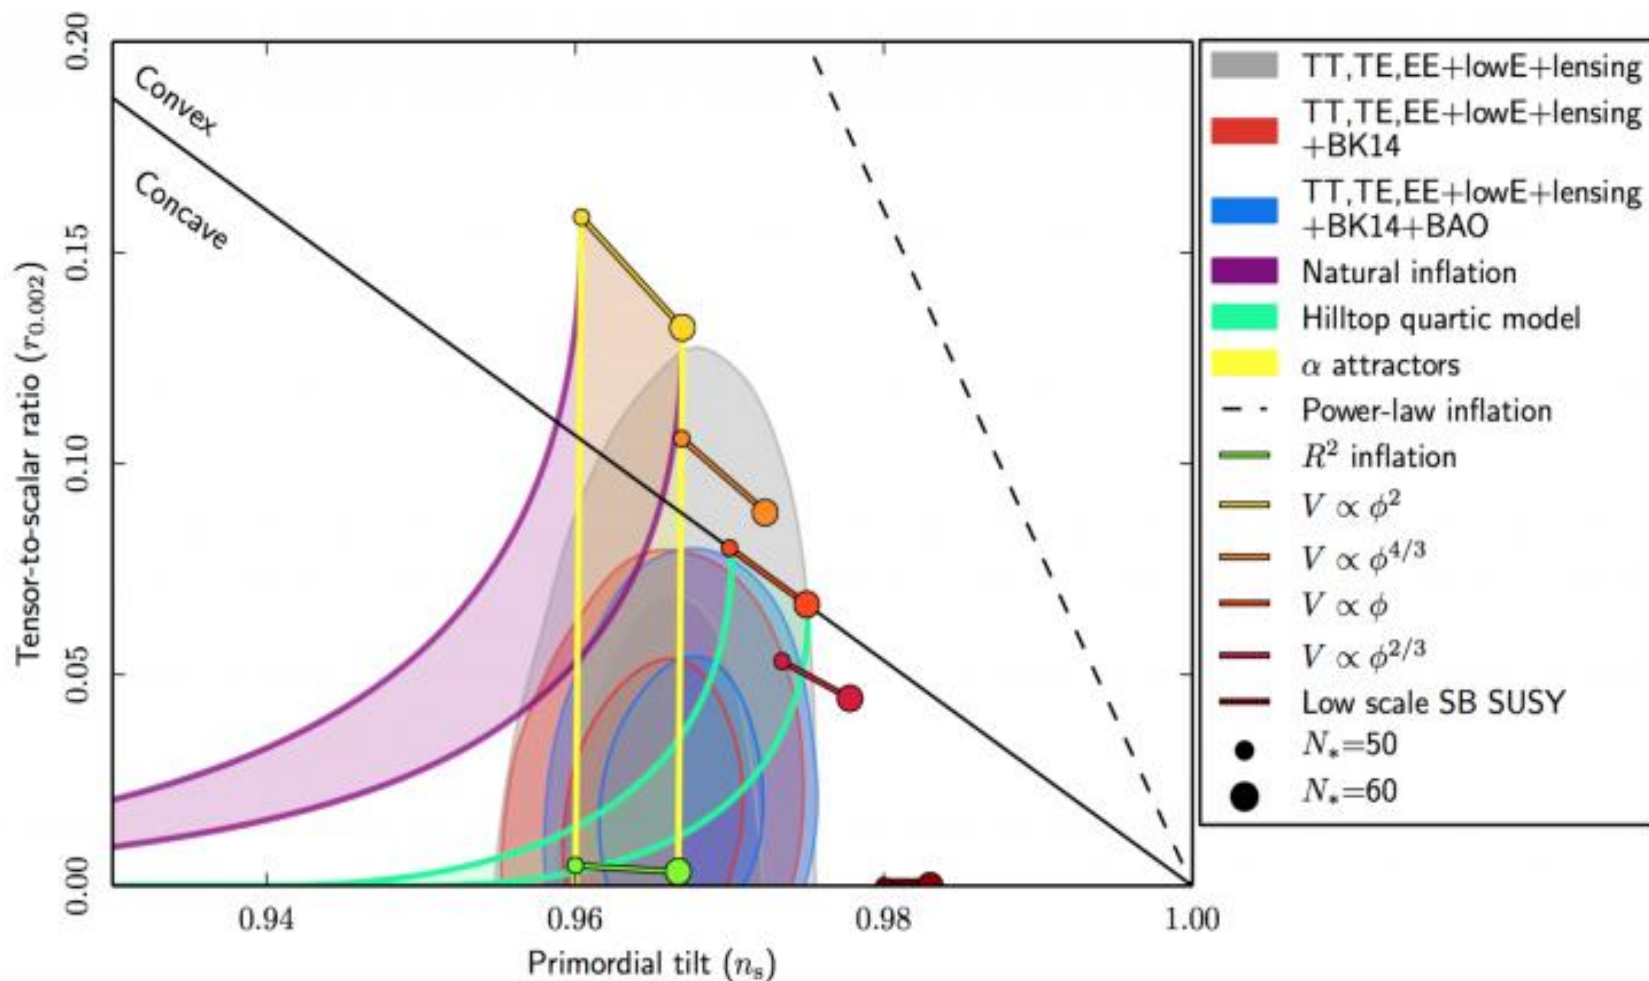 Convex
Concave
Tensor-to-scalar ratio (r₀.₀₀₂)
0.20
0.15
0.10
0.05
0.00
0.94
0.96
0.98
1.00
Primordial tilt (nₛ)
TT,TE,EE+lowE+lensing
TT,TE,EE+lowE+lensing
+BK14
TT,TE,EE+lowE+lensing
+BK14+BAO
Natural inflation
Hilltop quartic model
α attractors
Power-law inflation
R² inflation
V ∝ ϕ²
V ∝ ϕ^{4/3}
V ∝ ϕ
V ∝ ϕ^{2/3}
Low scale SB SUSY
N*=50
N*=60